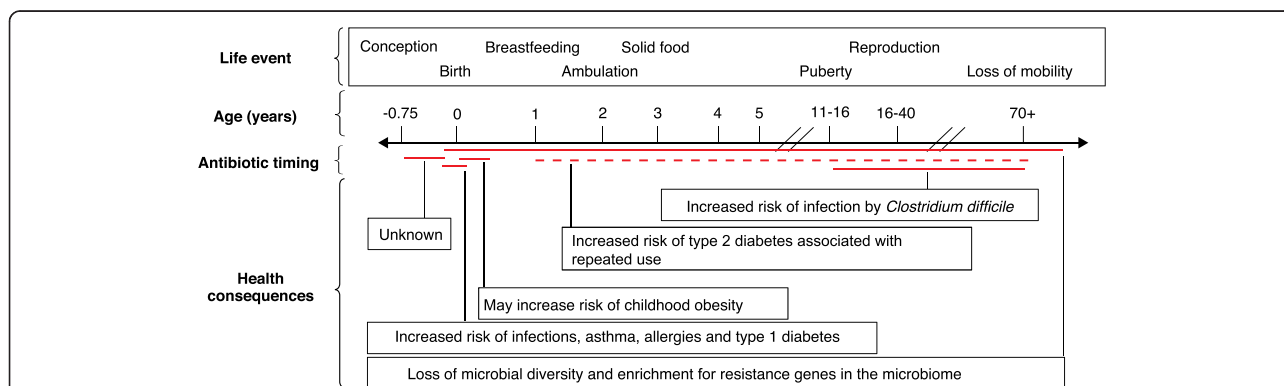 Life event
Conception
Breastfeeding
Solid food
Reproduction
Birth
Ambulation
Puberty
Loss of mobility
Age (years)
-0.75
0
1
2
3
4
5
11-16
16-40
70+
Antibiotic timing
Increased risk of infection by Clostridium difficile
Unknown
Increased risk of type 2 diabetes associated with
repeated use
Health
consequences
May increase risk of childhood obesity
Increased risk of infections, asthma, allergies and type 1 diabetes
Loss of microbial diversity and enrichment for resistance genes in the microbiome